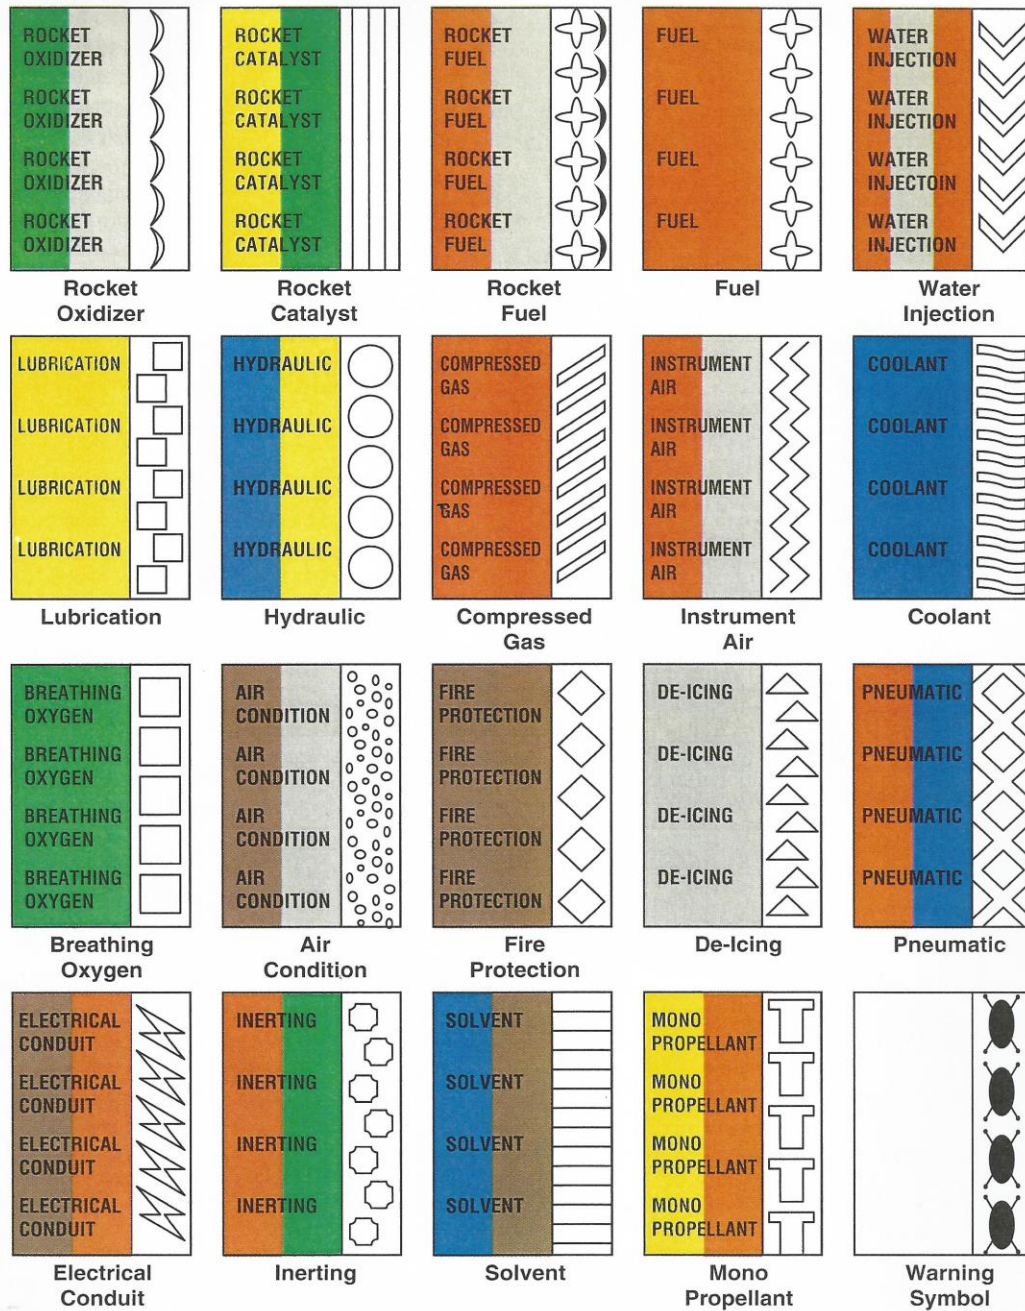 ROCKET
OXIDIZER
ROCKET
OXIDIZER
ROCKET
OXIDIZER
ROCKET
OXIDIZER
Rocket
Oxidizer
ROCKET
CATALYST
ROCKET
CATALYST
ROCKET
CATALYST
ROCKET
CATALYST
Rocket
Catalyst
ROCKET
FUEL
ROCKET
FUEL
ROCKET
FUEL
ROCKET
FUEL
Rocket
Fuel
FUEL
FUEL
FUEL
FUEL
Fuel
WATER
INJECTION
WATER
INJECTION
WATER
INJECTOIN
WATER
INJECTION
Water
Injection
LUBRICATION
LUBRICATION
LUBRICATION
LUBRICATION
Lubrication
HYDRAULIC
HYDRAULIC
HYDRAULIC
HYDRAULIC
Hydraulic
COMPRESSED
GAS
COMPRESSED
GAS
COMPRESSED
GAS
COMPRESSED
GAS
Compressed
Gas
INSTRUMENT
AIR
INSTRUMENT
AIR
INSTRUMENT
AIR
INSTRUMENT
AIR
Instrument
Air
COOLANT
COOLANT
COOLANT
COOLANT
Coolant
BREATHING
OXYGEN
BREATHING
OXYGEN
BREATHING
OXYGEN
BREATHING
OXYGEN
Breathing
Oxygen
AIR
CONDITION
AIR
CONDITION
AIR
CONDITION
AIR
CONDITION
Air
Condition
FIRE
PROTECTION
FIRE
PROTECTION
FIRE
PROTECTION
FIRE
PROTECTION
Fire
Protection
DE-ICING
DE-ICING
DE-ICING
DE-ICING
De-Icing
PNEUMATIC
PNEUMATIC
PNEUMATIC
PNEUMATIC
Pneumatic
ELECTRICAL
CONDUIT
ELECTRICAL
CONDUIT
ELECTRICAL
CONDUIT
ELECTRICAL
CONDUIT
Electrical
Conduit
INERTING
INERTING
INERTING
INERTING
Inerting
SOLVENT
SOLVENT
SOLVENT
SOLVENT
Solvent
MONO
PROPELLANT
MONO
PROPELLANT
MONO
PROPELLANT
MONO
PROPELLANT
Mono
Propellant
Warning
Symbol